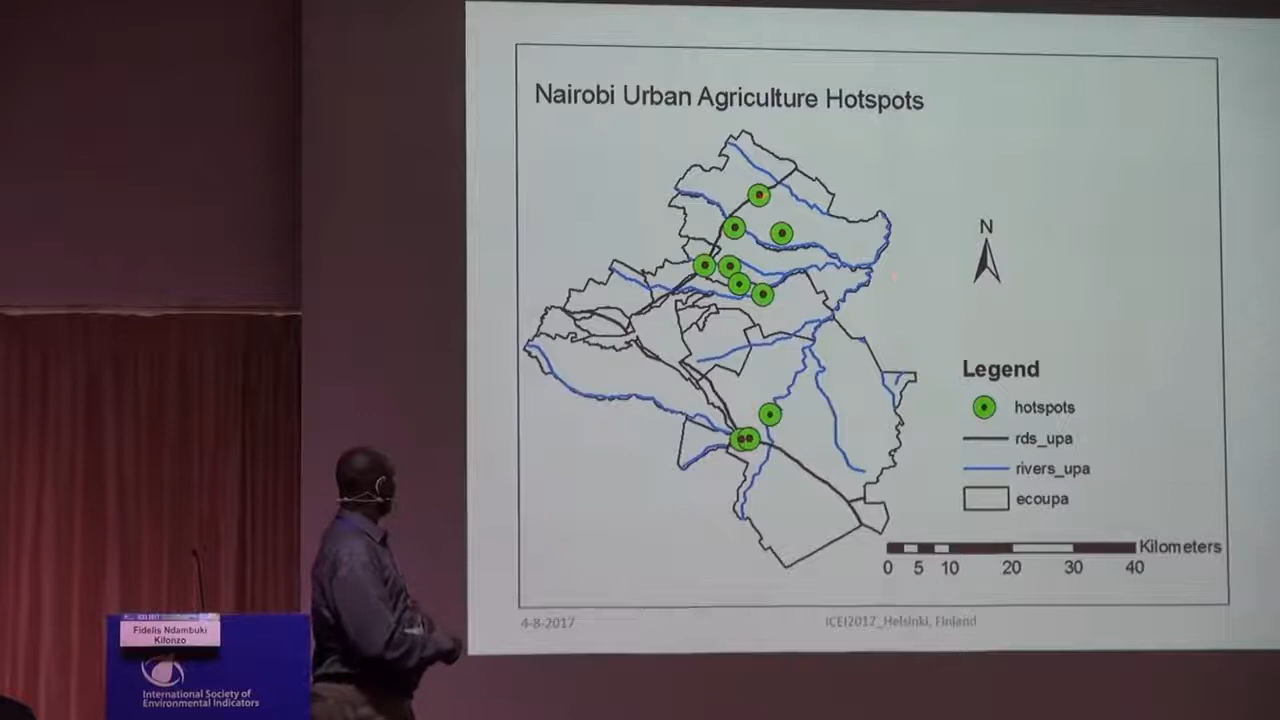 Nairobi Urban Agriculture Hotspots
N
Legend
hotspots
rds_upa
rivers_upa
ecoupa
Kilometers
0 5 10 20 30 40
4-8-2017
ICEI2017_Helsinki, Finland
Fidelis Ndambuki
Kilonzo
International Society of
Environmental Indicators